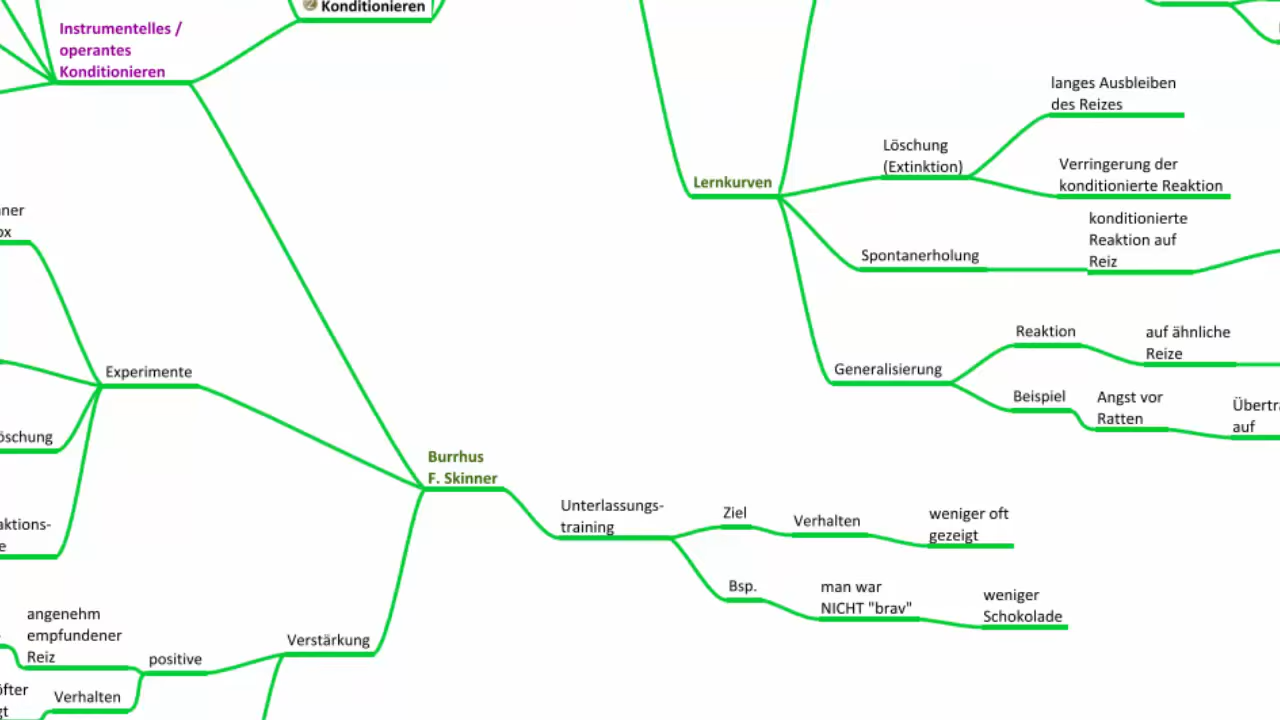 Konditionieren
Instrumentelles /
operantes
Konditionieren
Experimente
Burrhus
F. Skinner
Unterlassungs-
training
Ziel
Verhalten
weniger oft
gezeigt
Bsp.
man war
NICHT "brav"
weniger
Schokolade
Verstärkung
positive
angenehm
empfundener
Reiz
Verhalten
Lernkurven
Löschung
(Extinktion)
langes Ausbleiben
des Reizes
Verringerung der
konditionierte Reaktion
Spontanerholung
konditionierte
Reaktion auf
Reiz
Generalisierung
Reaktion
auf ähnliche
Reize
Beispiel
Angst vor
Ratten
auf